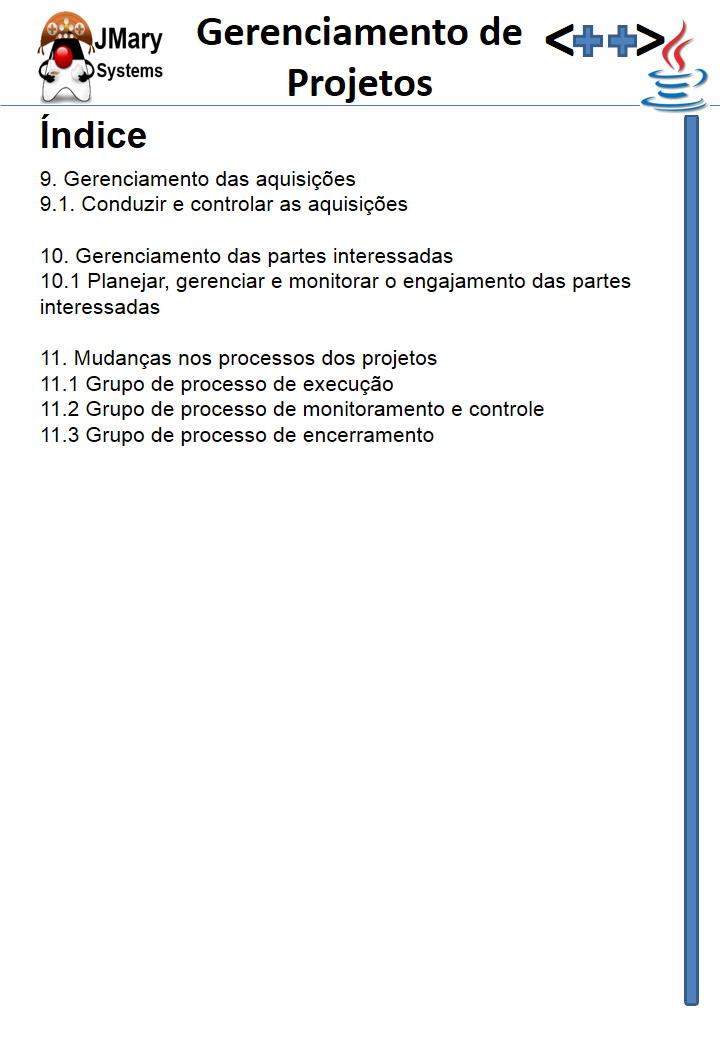 JMary
Systems
Gerenciamento de
Projetos
<++>
Índice
9. Gerenciamento das aquisições
9.1. Conduzir e controlar as aquisições
10. Gerenciamento das partes interessadas
10.1 Planejar, gerenciar e monitorar o engajamento das partes
interessadas
11. Mudanças nos processos dos projetos
11.1 Grupo de processo de execução
11.2 Grupo de processo de monitoramento e controle
11.3 Grupo de processo de encerramento